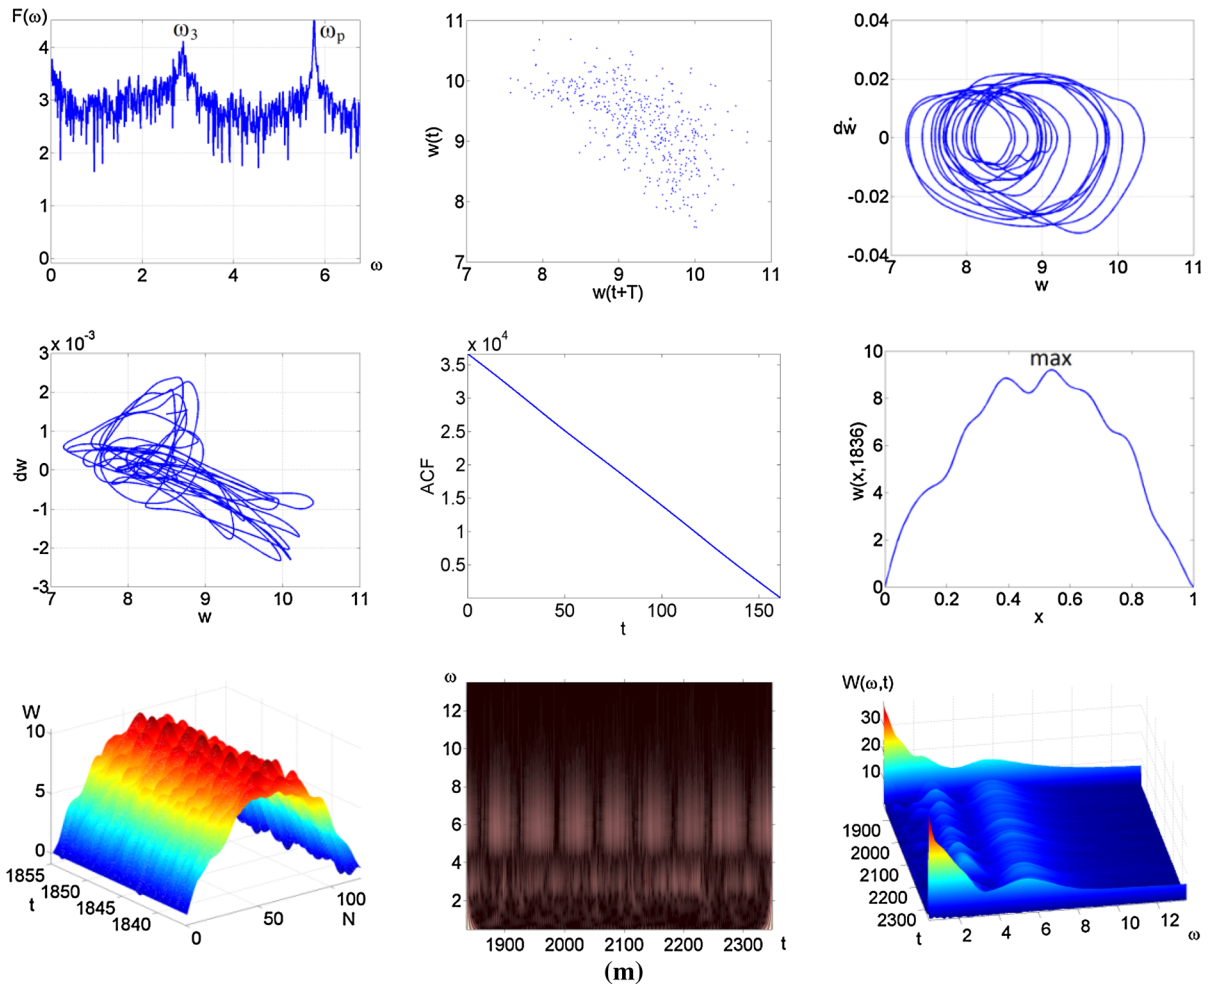 F(ω)
ω3
ωp
4
3
2
1
0
0 2 4 6 ω
11
10
9
8
7
w(t)
7 8 9 10 11
w(t+T)
0.04
0.02
0
-0.02
-0.04
dẇ
7 8 9 10 11
w
3 x 10-3
2
1
0
-1
-2
-3
dw
7 8 9 10 11
w
x 10^4
3.5
3
2.5
2
1.5
1
0.5
ACF
0 50 100 150
t
10
8
6
4
2
0
w(x,1836)
max
0 0.2 0.4 0.6 0.8 1
x
W
10
5
0
1855
1850
1845
1840
t
0
50
100
N
ω
12
10
8
6
4
2
1900 2000 2100 2200 2300 t
W(ω,t)
30
20
10
1900
2000
2100
2200
2300
t
2 4 6 8 10 12
ω
(m)